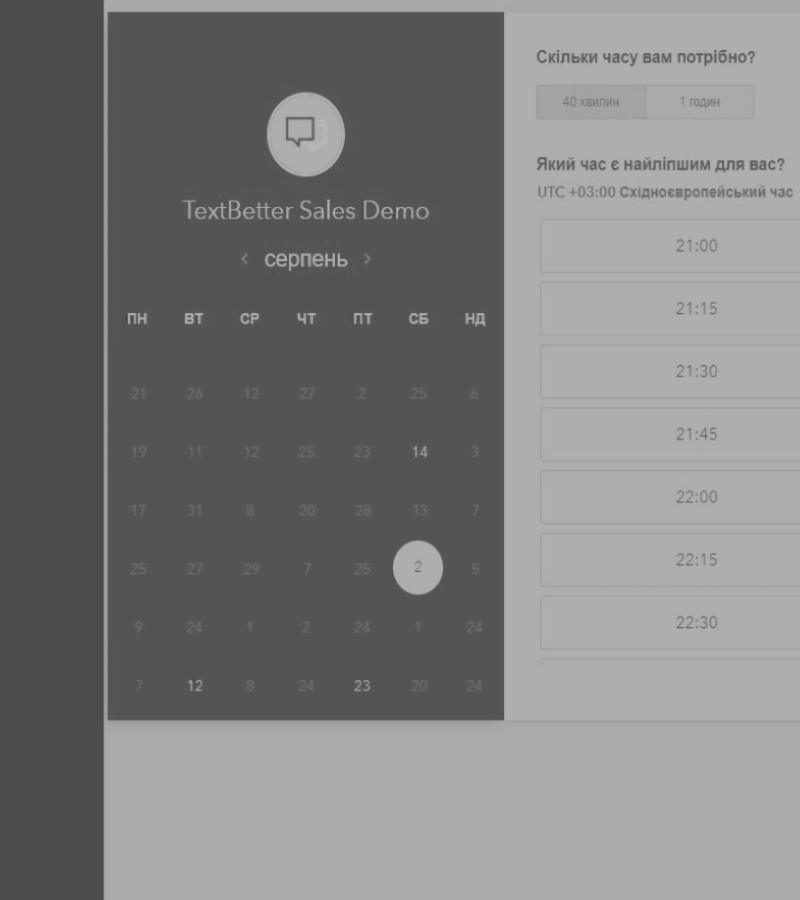 TextBetter Sales Demo
‹ серпень ›
ПН ВТ СР ЧТ ПТ СБ НД
21 26 12 27 2 25 6
19 11 12 25 23 14 3
17 31 8 20 28 13 7
25 27 29 7 25 2 5
9 24 1 2 24 1 24
7 12 8 24 23 20 24
Скільки часу вам потрібно?
40 хвилин 1 годин
Який час є найліпшим для вас?
UTC +03:00 Східноєвропейський час
21:00
21:15
21:30
21:45
22:00
22:15
22:30